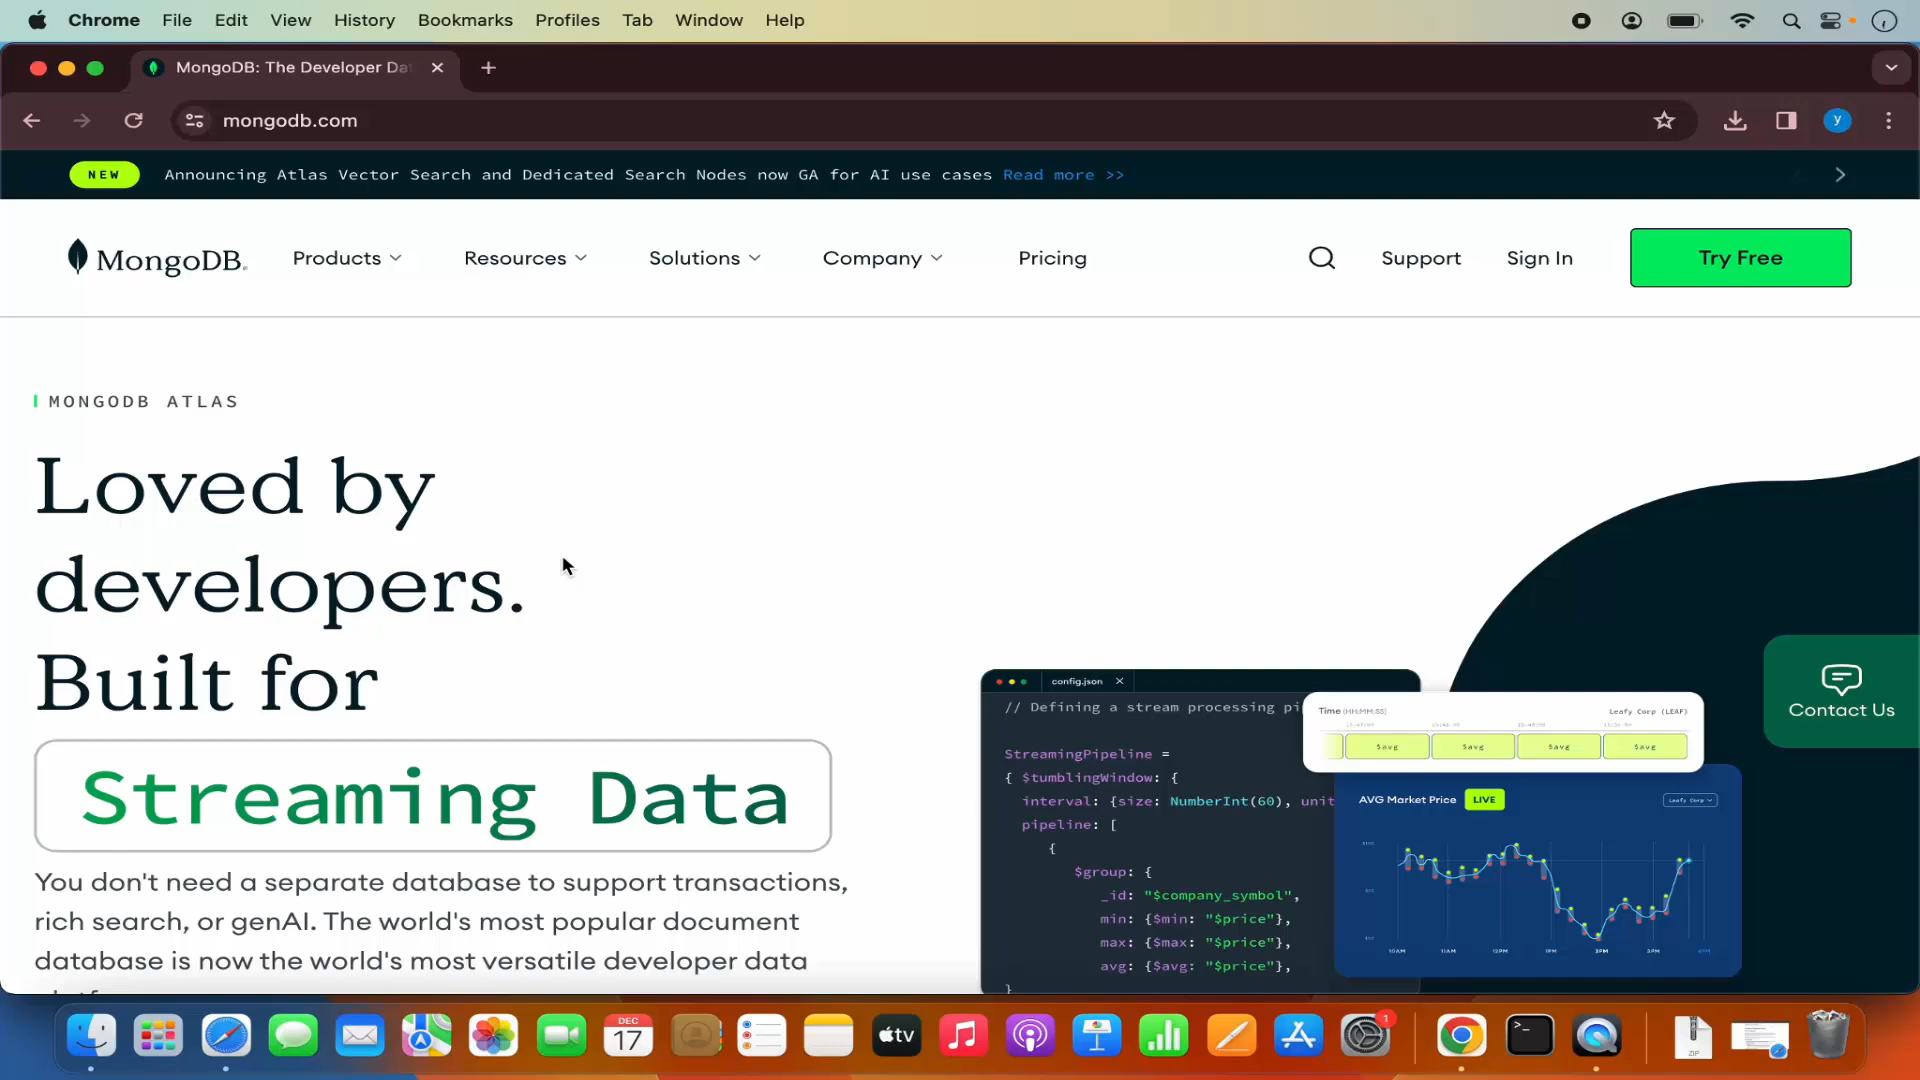 Chrome File Edit View History Bookmarks Profiles Tab Window Help
MongoDB: The Developer Da
mongodb.com
y
NEW Announcing Atlas Vector Search and Dedicated Search Nodes now GA for AI use cases Read more >>
MongoDB. Products Resources Solutions Company Pricing Support Sign In Try Free
MONGODB ATLAS
Loved by
developers.
Built for
Streaming Data
You don't need a separate database to support transactions,
rich search, or genAI. The world's most popular document
database is now the world's most versatile developer data
config.json
// Defining a stream processing pi
StreamingPipeline =
{ $tumblingWindow: {
interval: {size: NumberInt(60), unit
pipeline: [
{
$group: {
_id: "$company_symbol",
min: {$min: "$price"},
max: {$max: "$price"},
avg: {$avg: "$price"},
}
Time (HH:MM:SS) Leafy Corp (LEAF)
$avg $avg $avg $avg
AVG Market Price LIVE Leafy Corp
10AM 11AM 12PM 1PM 2PM 3PM 4PM
Contact Us
DEC
17
tv
1
ZIP